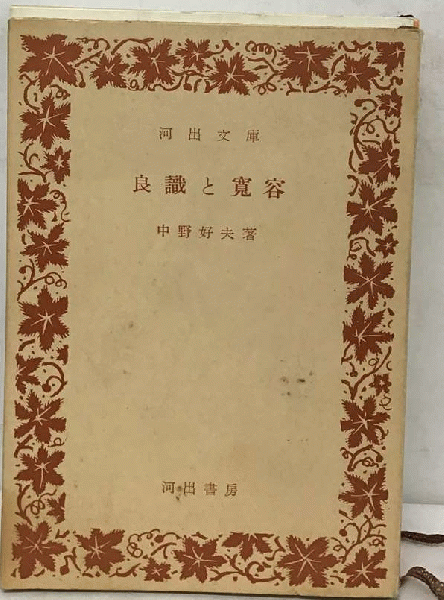 河出文庫
良識と寛容
中野好夫著
河出書房